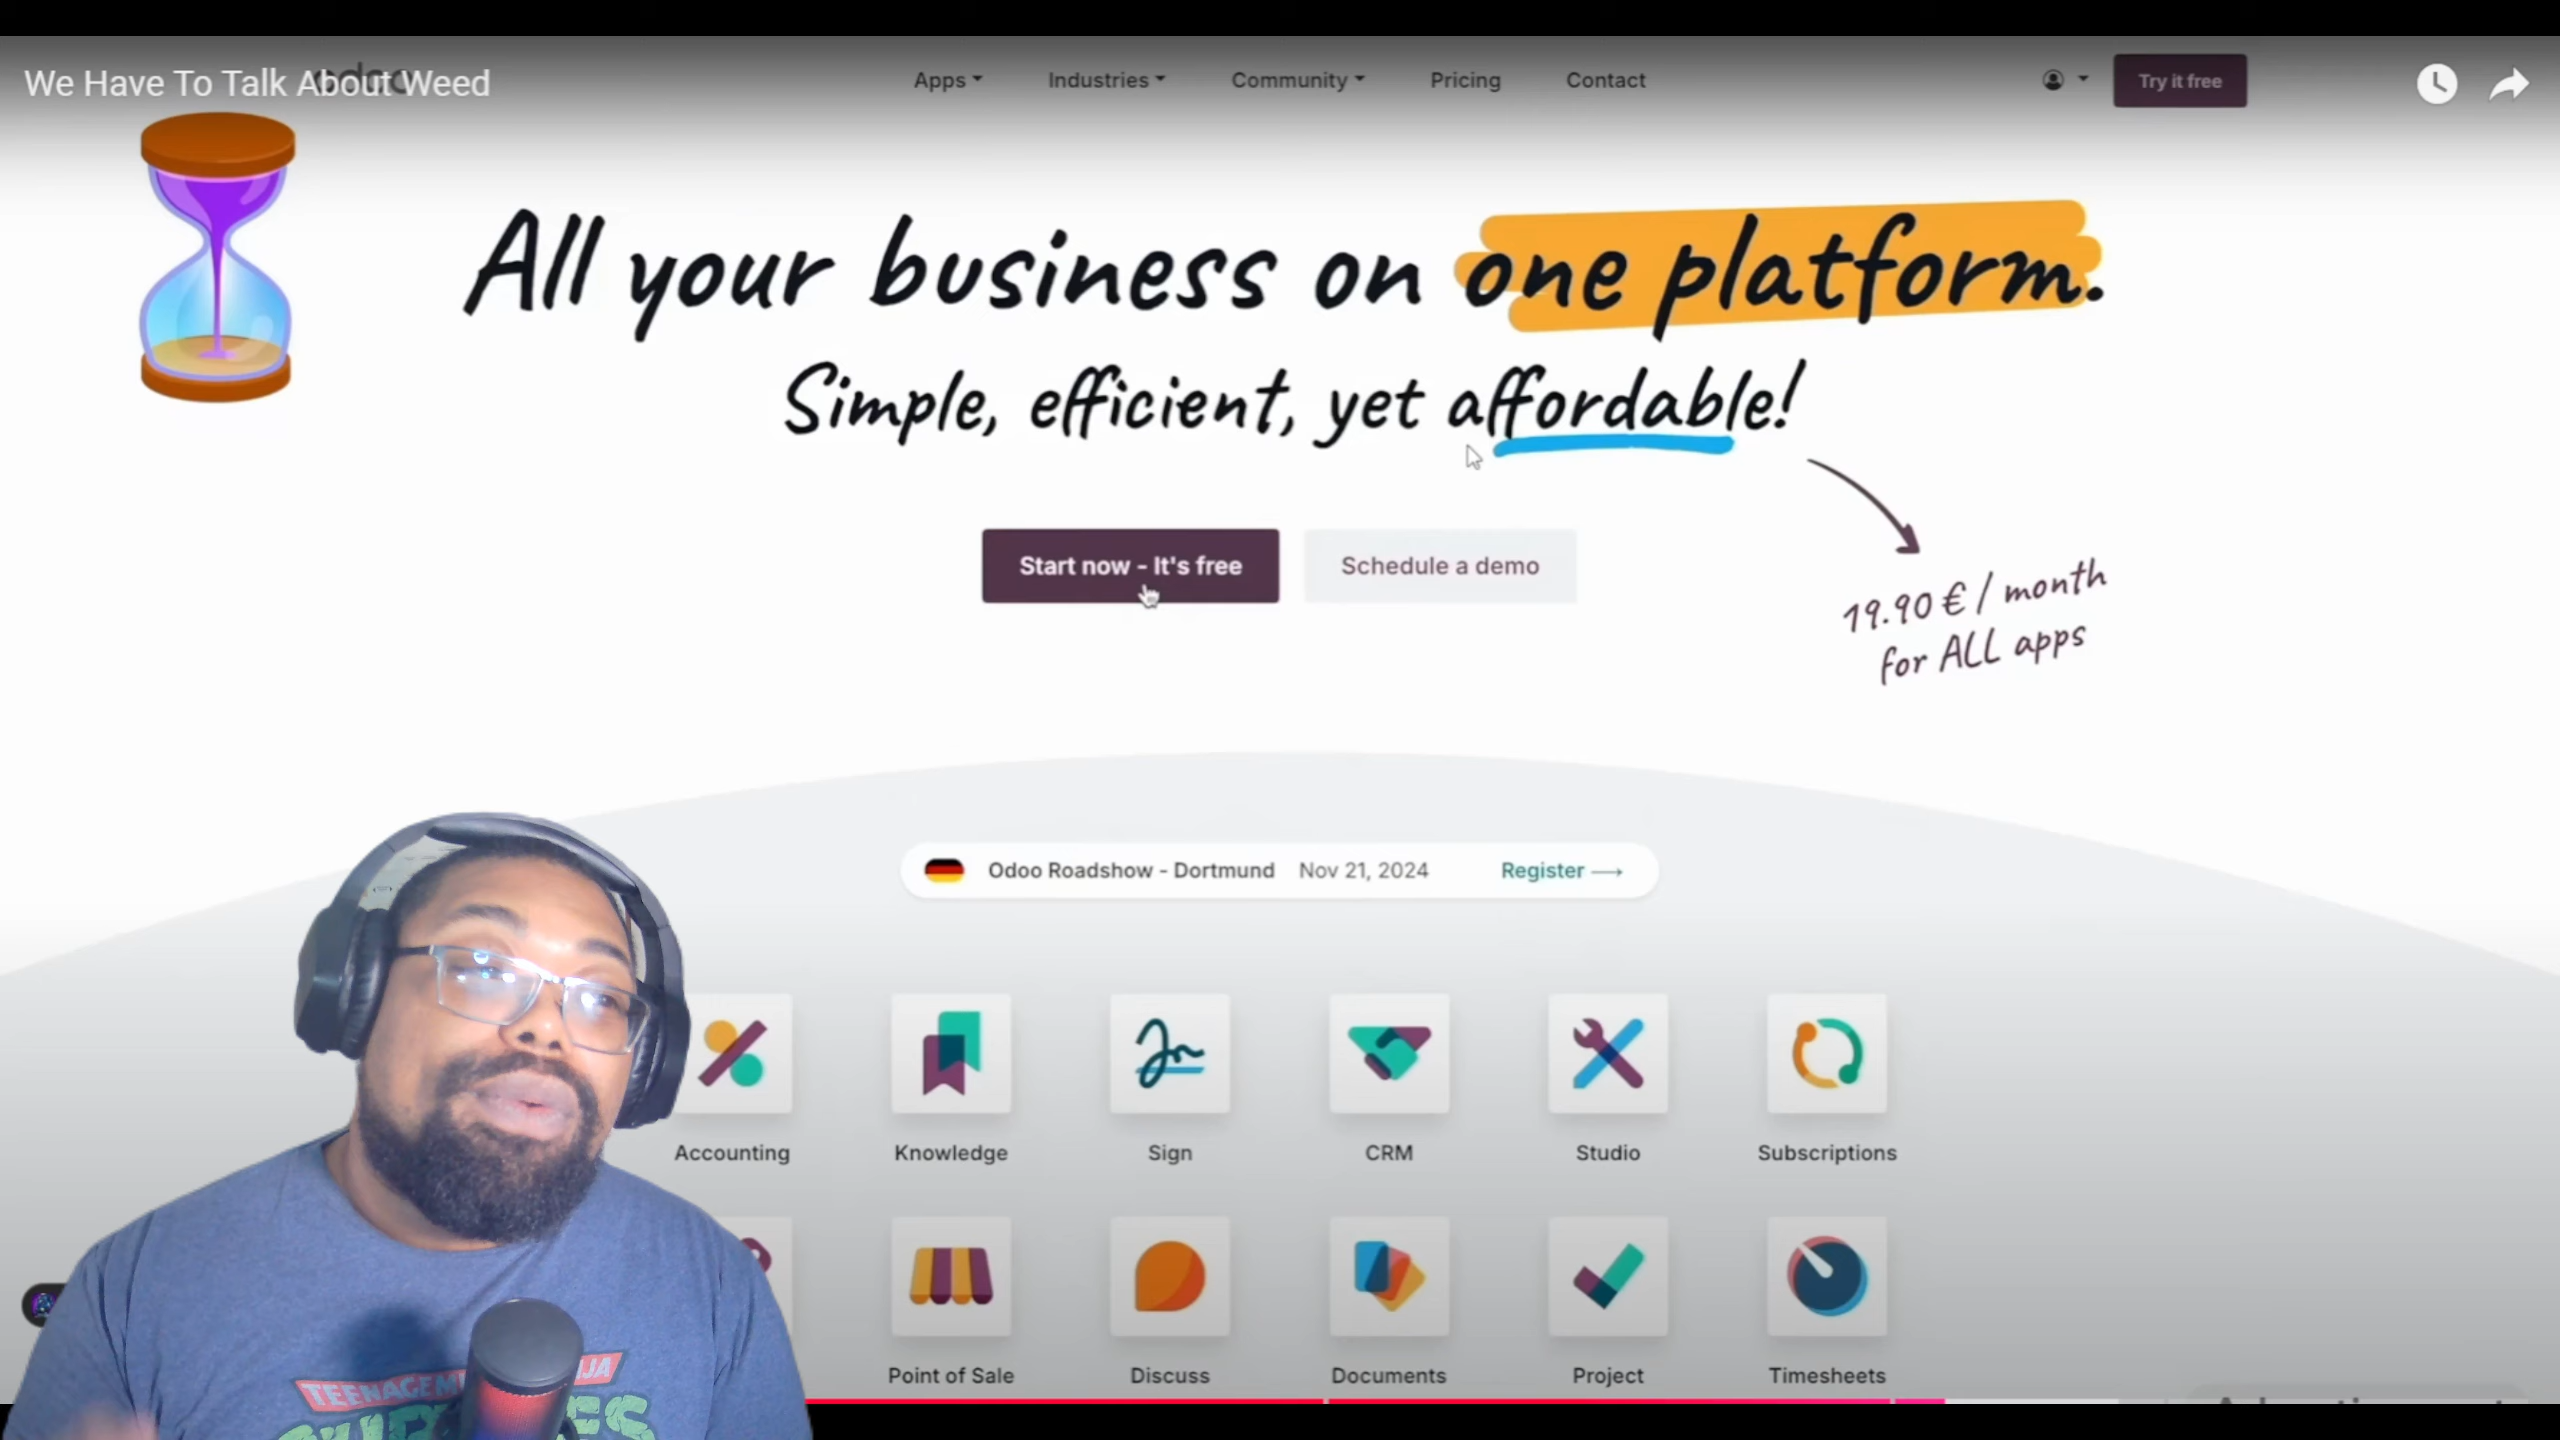 We Have To Talk About Weed
odoo
Apps
Industries
Community
Pricing
Contact
Try it free
All your business on one platform.
Simple, efficient, yet affordable!
Start now - It's free
Schedule a demo
19.90 € / month
for ALL apps
Odoo Roadshow - Dortmund
Nov 21, 2024
Register
Accounting
Knowledge
Sign
CRM
Studio
Subscriptions
Point of Sale
Discuss
Documents
Project
Timesheets